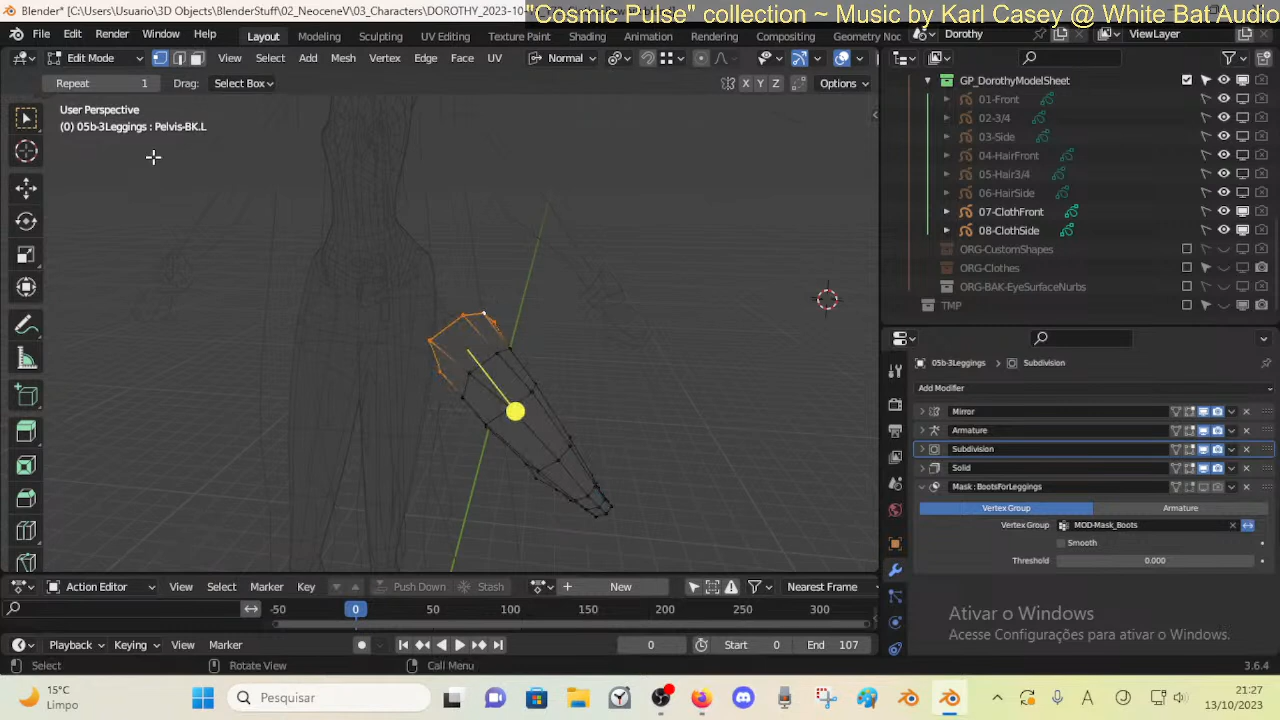 "Cosmic Pulse" collection ~ Music by Karl Casey @ White Bat Audio
Blender* [C:\Users\Usuario\3D Objects\BlenderStuff\02_NeoceneV\03_Characters\DOROTHY_2023-10-
File Edit Render Window Help Layout Modeling Sculpting UV Editing Texture Paint Shading Animation Rendering Compositing Geometry No Dorothy ViewLayer
Edit Mode View Select Add Mesh Vertex Edge Face UV Normal
Repeat 1 Drag: Select Box X Y Z Options
User Perspective
(0) 05b-3Leggings : Pelvis-BK.L
GP_DorothyModelSheet
01-Front
02-3/4
03-Side
04-HairFront
05-Hair3/4
06-HairSide
07-ClothFront
08-ClothSide
ORG-CustomShapes
ORG-Clothes
ORG-BAK-EyeSurfaceNurbs
TMP
05b-3Leggings Subdivision
Add Modifier
Mirror
Armature
Subdivision
Solid
Mask : BootsForLeggings
Vertex Group Armature
Vertex Group MOD-Mask_Boots
Smooth
Threshold 0.000
Action Editor View Select Marker Key Push Down Stash New Nearest Frame
-50 0 50 100 150 200 250 300
Playback Keying View Marker 0 Start 0 End 107
Select Rotate View Call Menu 3.6.4
Ativar o Windows
Acesse Configurações para ativar o Windows.
15°C
Limpo
Pesquisar
21:27
13/10/2023